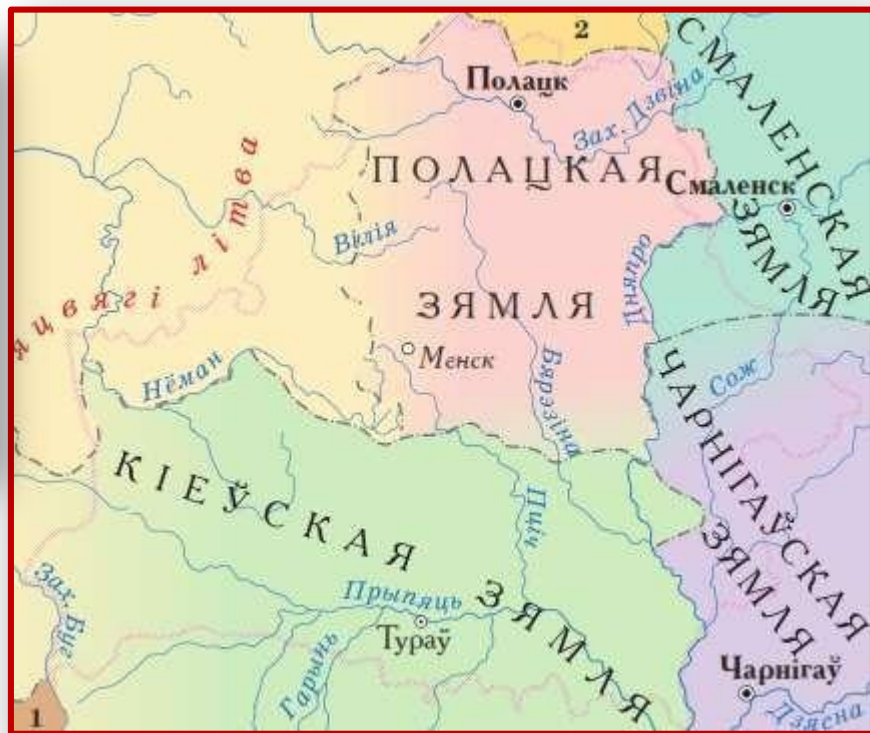 2
СМАЛЕНСКАЯ
ЗЯМЛЯ
Полацк
Зах. Дзвіна
ПОЛАЦКАЯ
ЗЯМЛЯ
Смаленск
яцвягі
літва
Вілія
Дняпро
Менск
Нёман
Бярэзіна
Сож
ЧАРНІГАЎСКАЯ
ЗЯМЛЯ
КІЕЎСКАЯ
ЗЯМЛЯ
Пціч
Прыпяць
Тураў
Гарынь
Зах. Буг
1
Чарнігаў
Дзясна